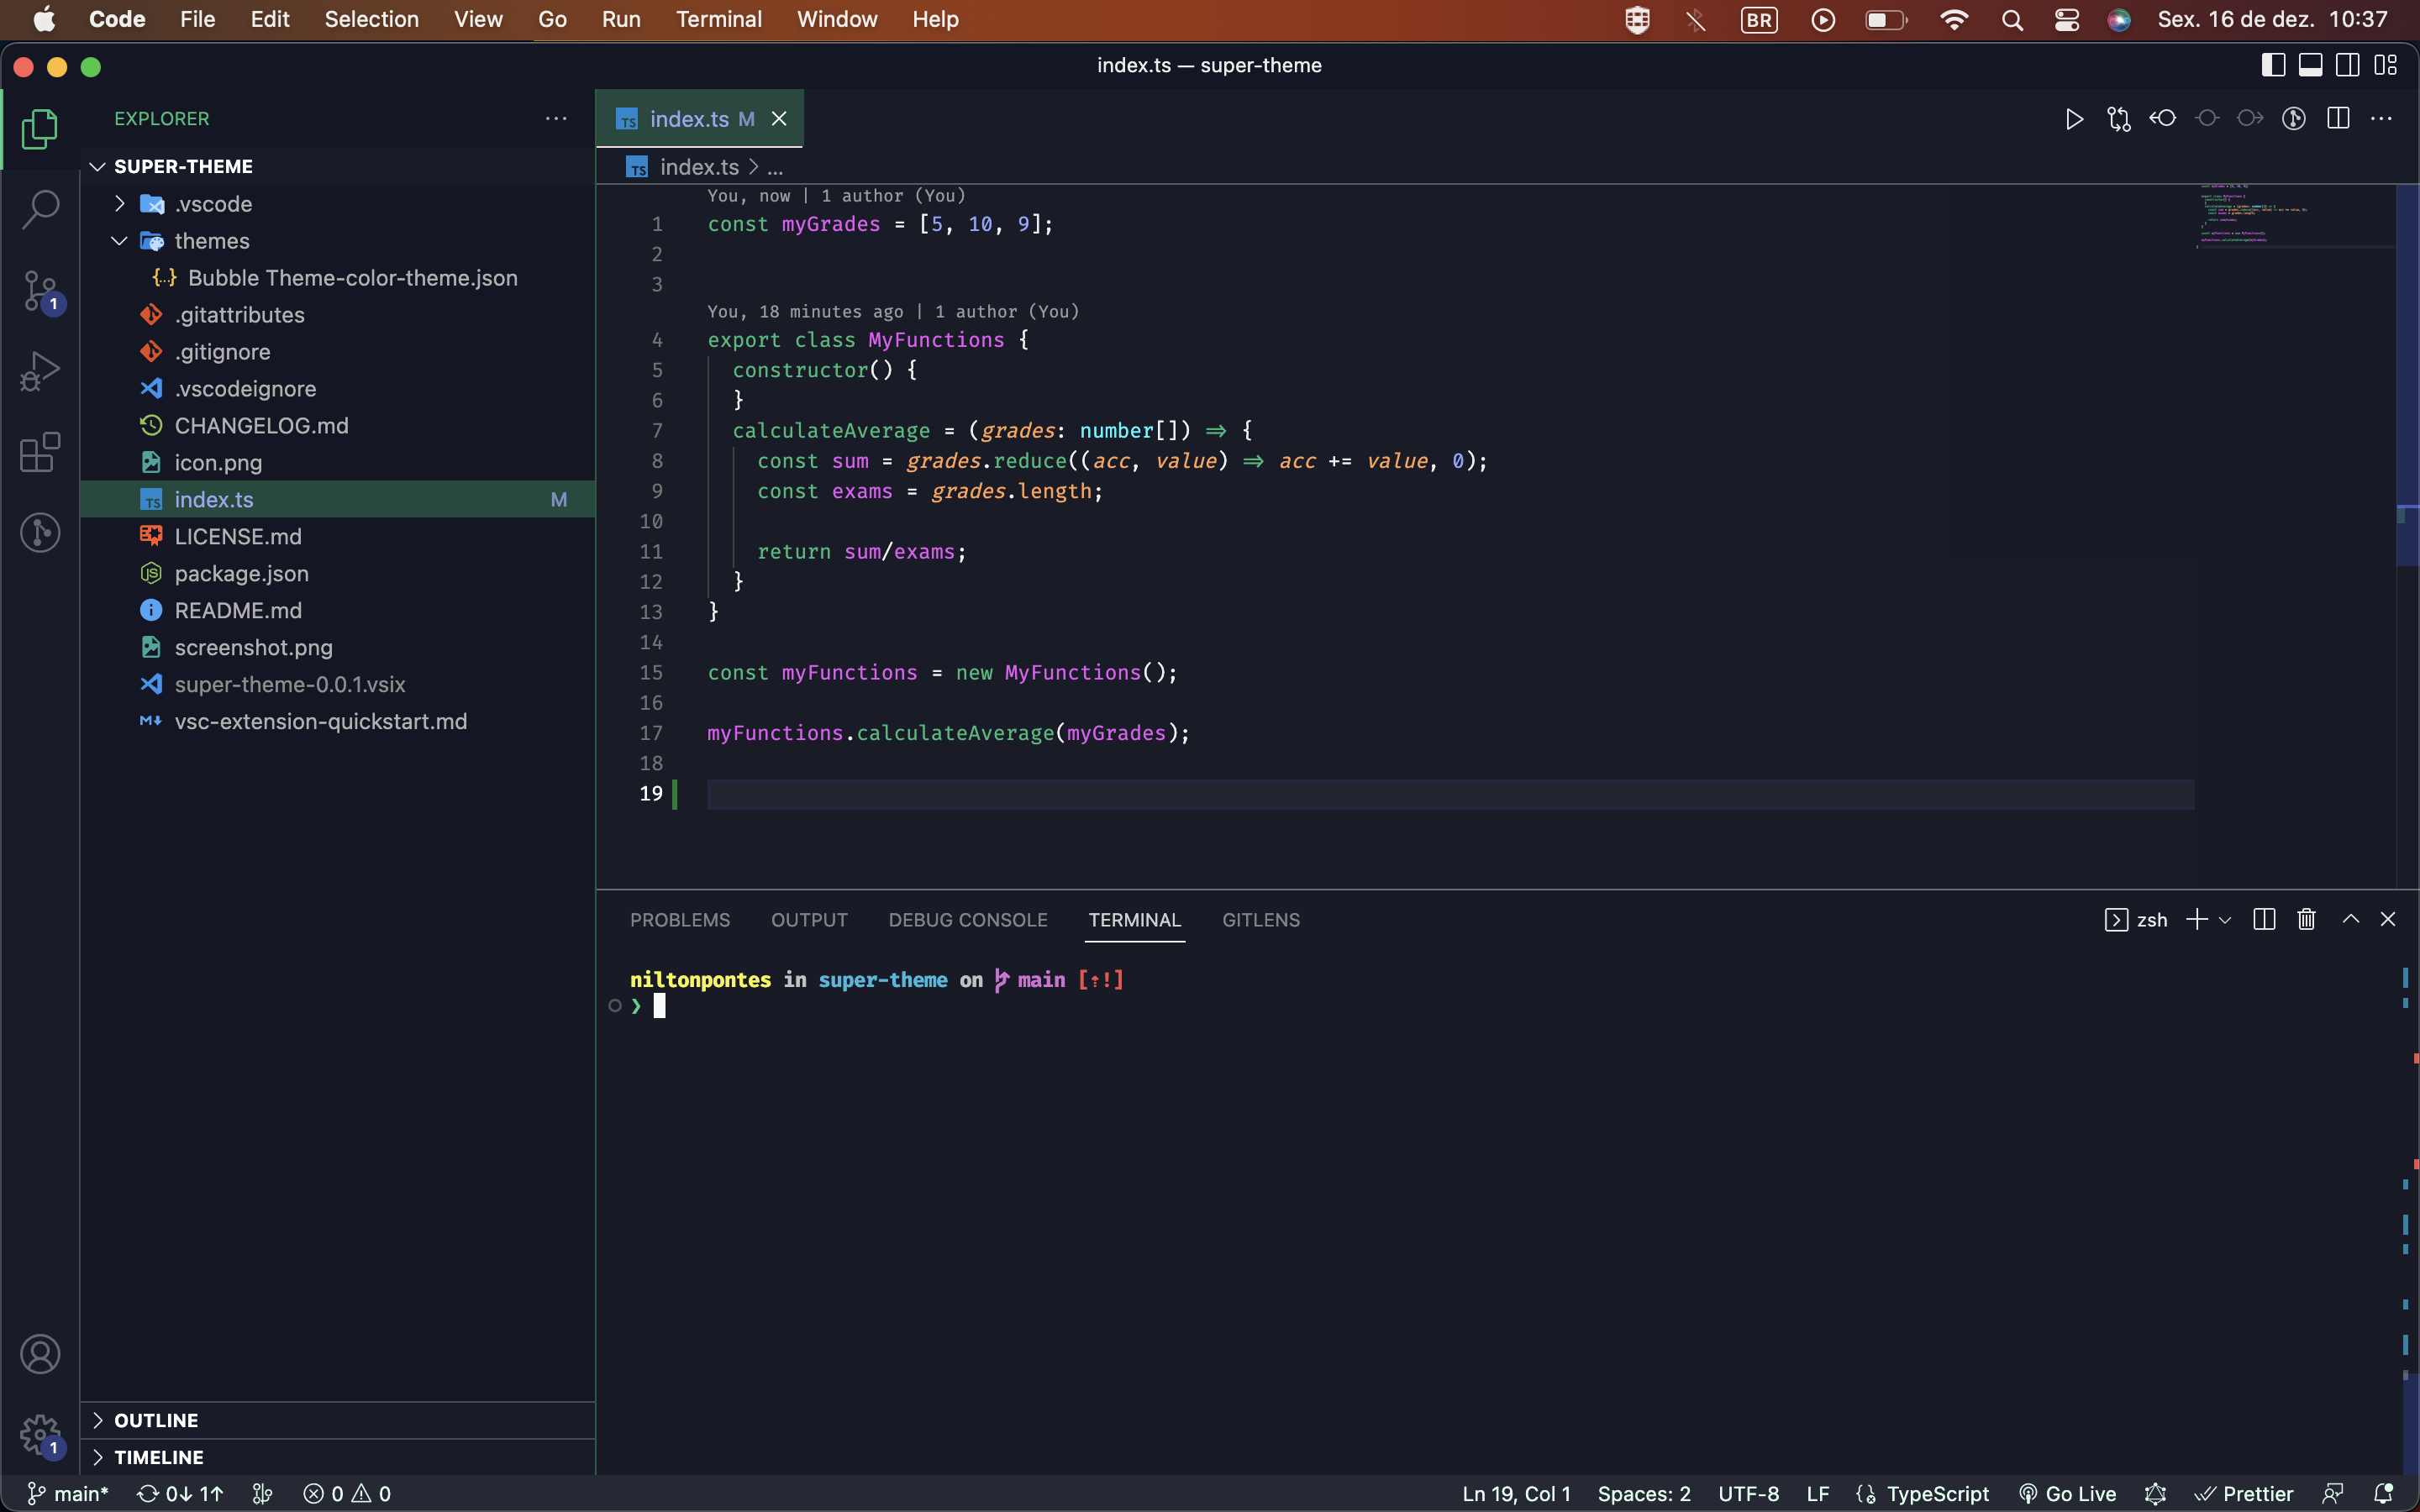 Code File Edit Selection View Go Run Terminal Window Help BR Sex. 16 de dez. 10:37
index.ts — super-theme
EXPLORER
SUPER-THEME
.vscode
themes
{..} Bubble Theme-color-theme.json
.gitattributes
.gitignore
.vscodeignore
CHANGELOG.md
icon.png
TS index.ts M
LICENSE.md
JS package.json
README.md
screenshot.png
super-theme-0.0.1.vsix
M↓ vsc-extension-quickstart.md
OUTLINE
TIMELINE
1
1
TS index.ts M
TS index.ts > ...
You, now | 1 author (You)
1 const myGrades = [5, 10, 9];
2
3
You, 18 minutes ago | 1 author (You)
4 export class MyFunctions {
5 constructor() {
6 }
7 calculateAverage = (grades: number[]) => {
8 const sum = grades.reduce((acc, value) => acc += value, 0);
9 const exams = grades.length;
10
11 return sum/exams;
12 }
13 }
14
15 const myFunctions = new MyFunctions();
16
17 myFunctions.calculateAverage(myGrades);
18
19
PROBLEMS OUTPUT DEBUG CONSOLE TERMINAL GITLENS zsh
niltonpontes in super-theme on main [⇡!]
❯
main* 0↓ 1↑ 0 0 Ln 19, Col 1 Spaces: 2 UTF-8 LF TypeScript Go Live Prettier